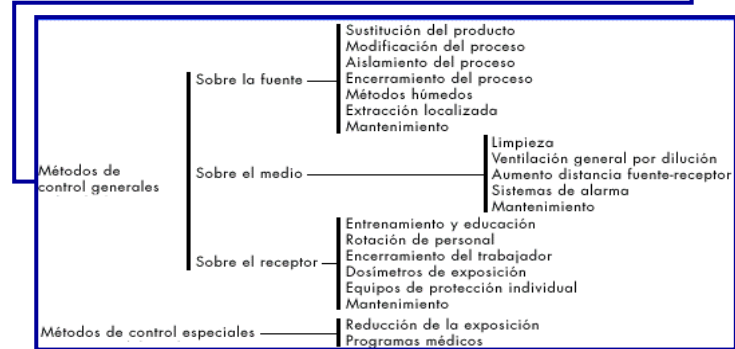 Métodos de
control generales
Sobre la fuente
Sustitución del producto
Modificación del proceso
Aislamiento del proceso
Encerramiento del proceso
Métodos húmedos
Extracción localizada
Mantenimiento
Sobre el medio
Limpieza
Ventilación general por dilución
Aumento distancia fuente-receptor
Sistemas de alarma
Mantenimiento
Sobre el receptor
Entrenamiento y educación
Rotación de personal
Encerramiento del trabajador
Dosímetros de exposición
Equipos de protección individual
Mantenimiento
Métodos de control especiales
Reducción de la exposición
Programas médicos